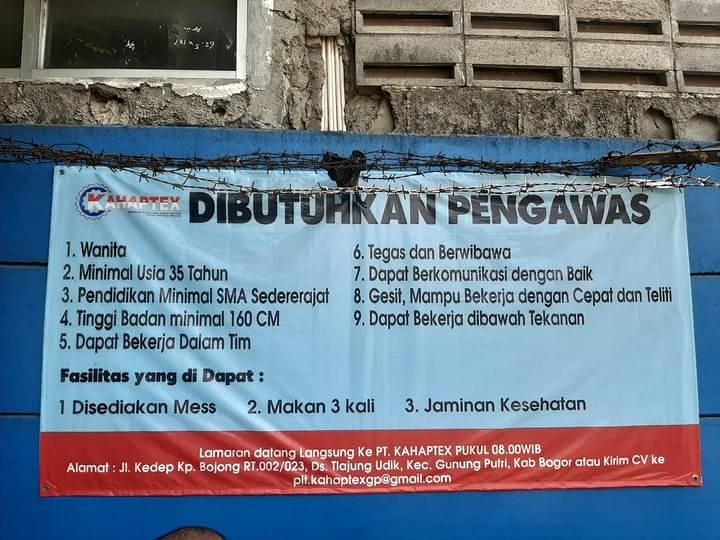 KAHAPTEX
DIBUTUHKAN PENGAWAS
1. Wanita
2. Minimal Usia 35 Tahun
3. Pendidikan Minimal SMA Sedererajat
4. Tinggi Badan minimal 160 CM
5. Dapat Bekerja Dalam Tim
6. Tegas dan Berwibawa
7. Dapat Berkomunikasi dengan Baik
8. Gesit, Mampu Bekerja dengan Cepat dan Teliti
9. Dapat Bekerja dibawah Tekanan
Fasilitas yang di Dapat :
1 Disediakan Mess 2. Makan 3 kali 3. Jaminan Kesehatan
Lamaran datang Langsung Ke PT. KAHAPTEX PUKUL 08.00WIB
Alamat : Jl. Kedep Kp. Bojong RT.002/023, Ds. Tlajung Udik, Kec. Gunung Putri, Kab Bogor atau Kirim CV ke
plt.kahaptexgp@gmail.com